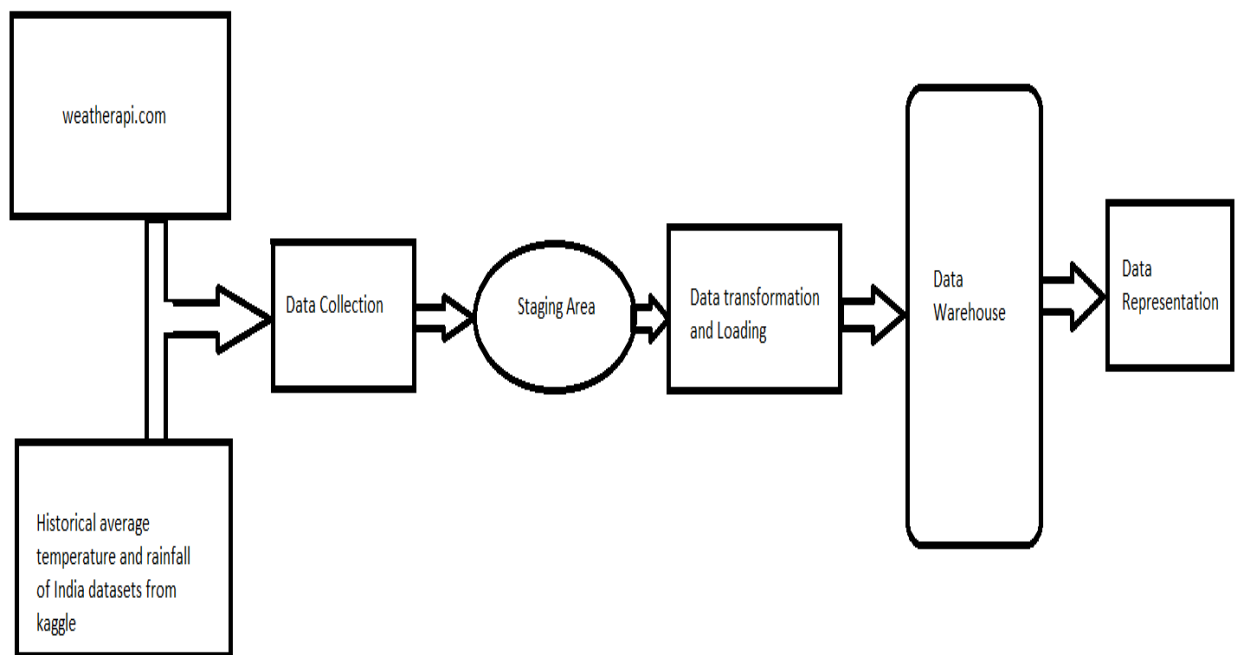 weatherapi.com
Historical average
temperature and rainfall
of India datasets from
kaggle
Data Collection
Staging Area
Data transformation
and Loading
Data
Warehouse
Data
Representation